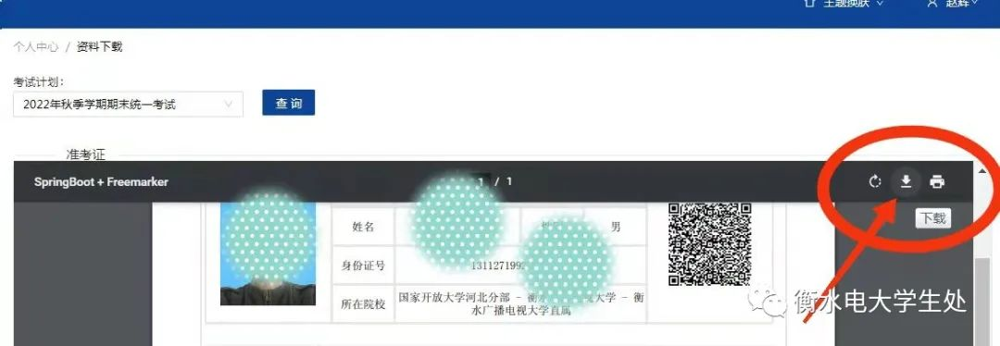 主题换肤
赵辉
个人中心 / 资料下载
考试计划：
2022年秋季学期期末统一考试
查 询
准考证
SpringBoot + Freemarker
1 / 1
下载
姓名
男
身份证号
1311271992
所在院校
国家开放大学河北分部 - 衡 视大学 - 衡
水广播电视大学直属
衡水电大学生处